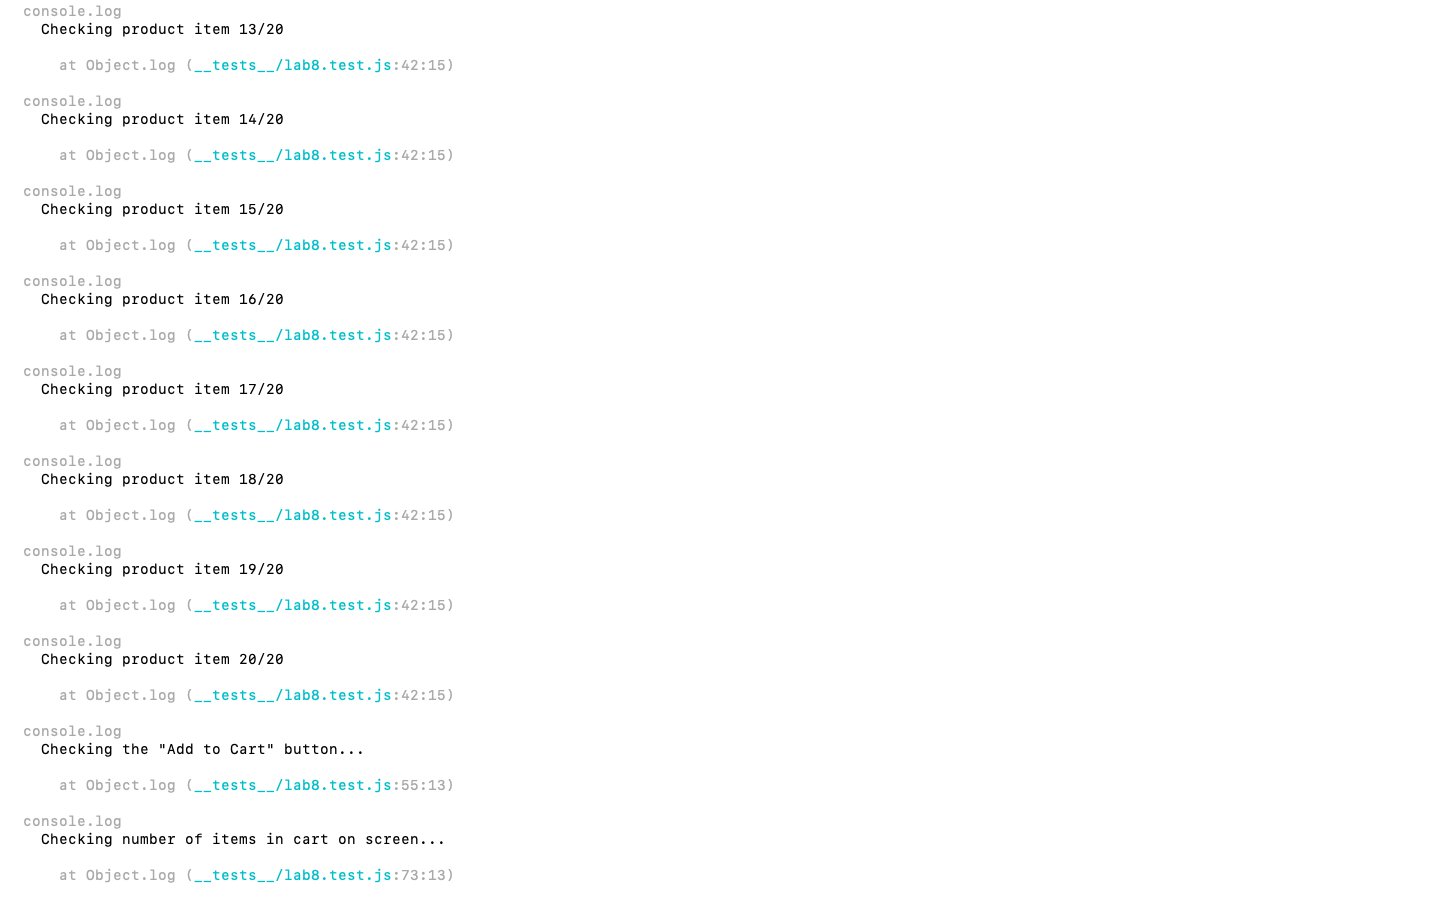 console.log
Checking product item 13/20
at Object.log (__tests__/lab8.test.js:42:15)
console.log
Checking product item 14/20
at Object.log (__tests__/lab8.test.js:42:15)
console.log
Checking product item 15/20
at Object.log (__tests__/lab8.test.js:42:15)
console.log
Checking product item 16/20
at Object.log (__tests__/lab8.test.js:42:15)
console.log
Checking product item 17/20
at Object.log (__tests__/lab8.test.js:42:15)
console.log
Checking product item 18/20
at Object.log (__tests__/lab8.test.js:42:15)
console.log
Checking product item 19/20
at Object.log (__tests__/lab8.test.js:42:15)
console.log
Checking product item 20/20
at Object.log (__tests__/lab8.test.js:42:15)
console.log
Checking the "Add to Cart" button...
at Object.log (__tests__/lab8.test.js:55:13)
console.log
Checking number of items in cart on screen...
at Object.log (__tests__/lab8.test.js:73:13)